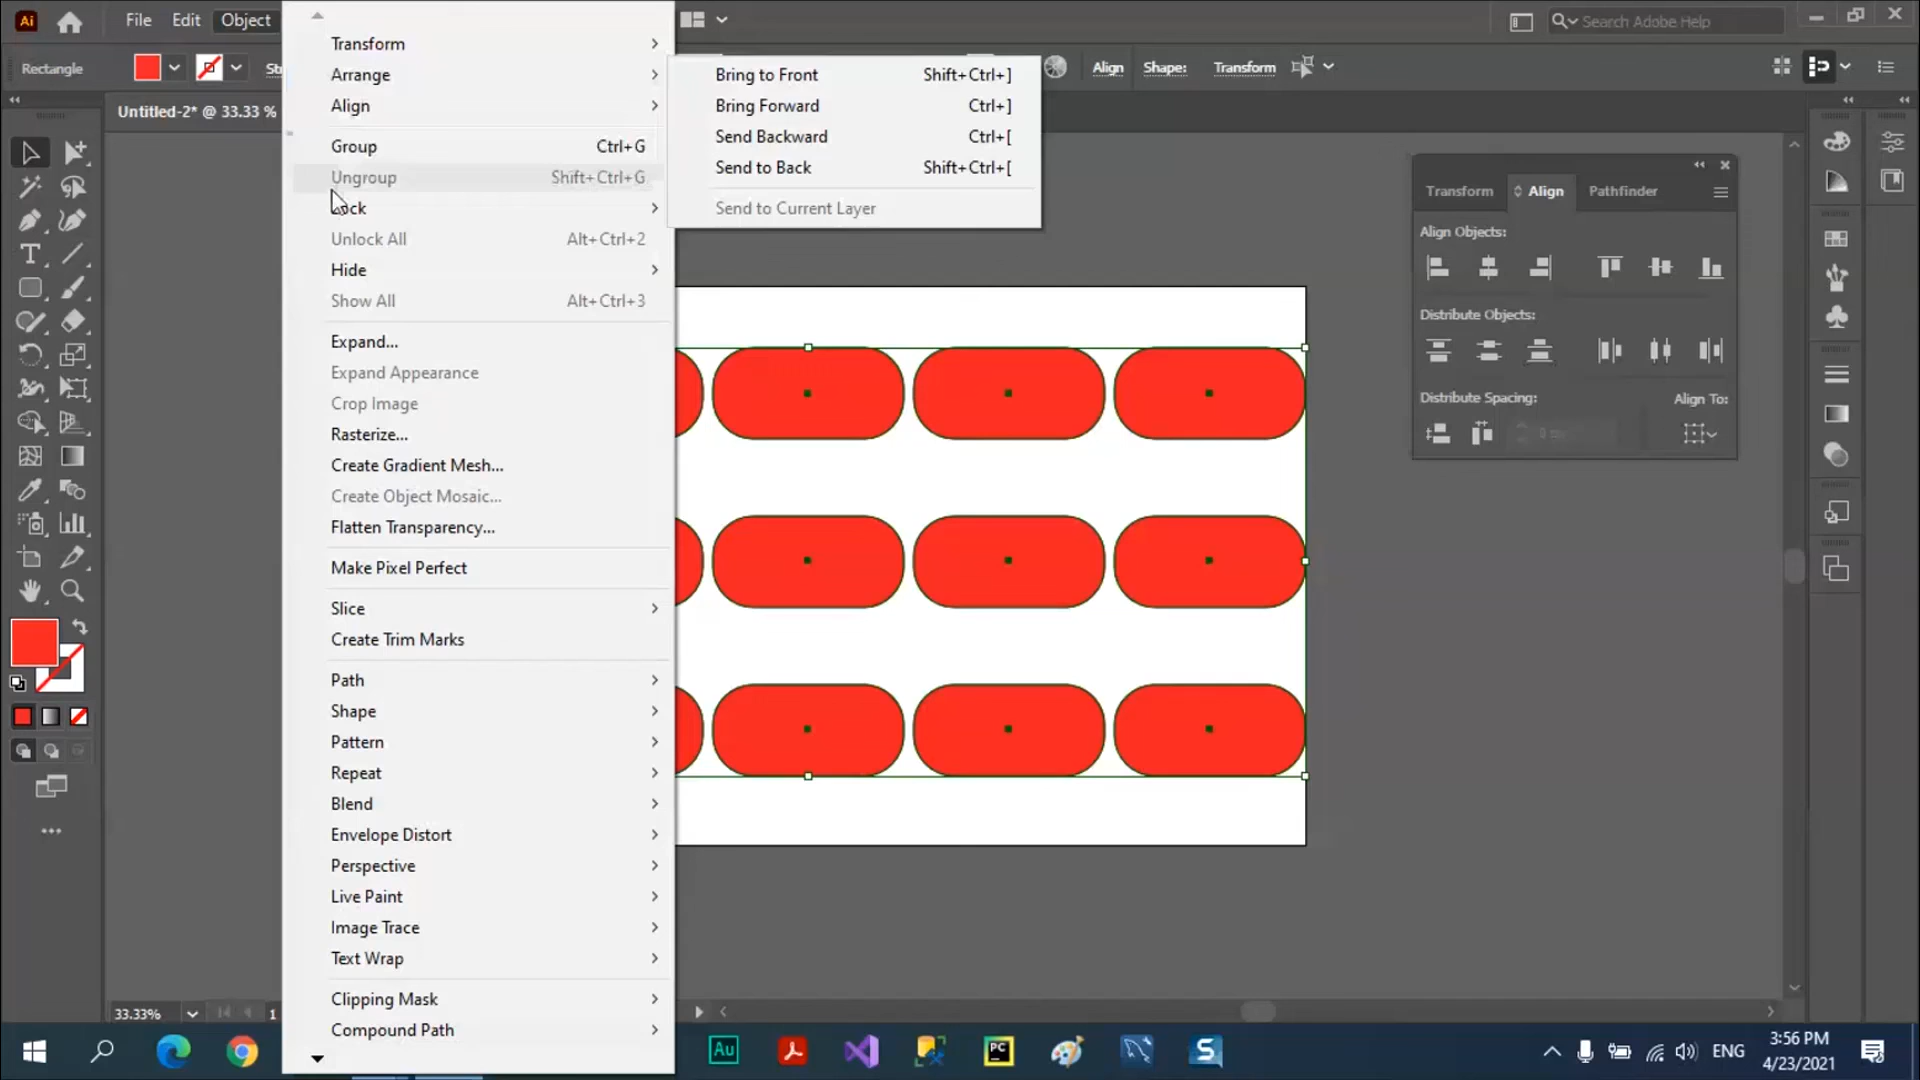 Ai File Edit Object Search Adobe Help
Rectangle Align Shape: Transform
Untitled-2* @ 33.33 %
Transform
Arrange
Align
Group Ctrl+G
Ungroup Shift+Ctrl+G
Lock
Unlock All Alt+Ctrl+2
Hide
Show All Alt+Ctrl+3
Expand...
Expand Appearance
Crop Image
Rasterize...
Create Gradient Mesh...
Create Object Mosaic...
Flatten Transparency...
Make Pixel Perfect
Slice
Create Trim Marks
Path
Shape
Pattern
Repeat
Blend
Envelope Distort
Perspective
Live Paint
Image Trace
Text Wrap
Clipping Mask
Compound Path
Bring to Front Shift+Ctrl+]
Bring Forward Ctrl+]
Send Backward Ctrl+[
Send to Back Shift+Ctrl+[
Send to Current Layer
Transform Align Pathfinder
Align Objects:
Distribute Objects:
Distribute Spacing: Align To:
33.33% 1
Au PC S ENG
3:56 PM
4/23/2021